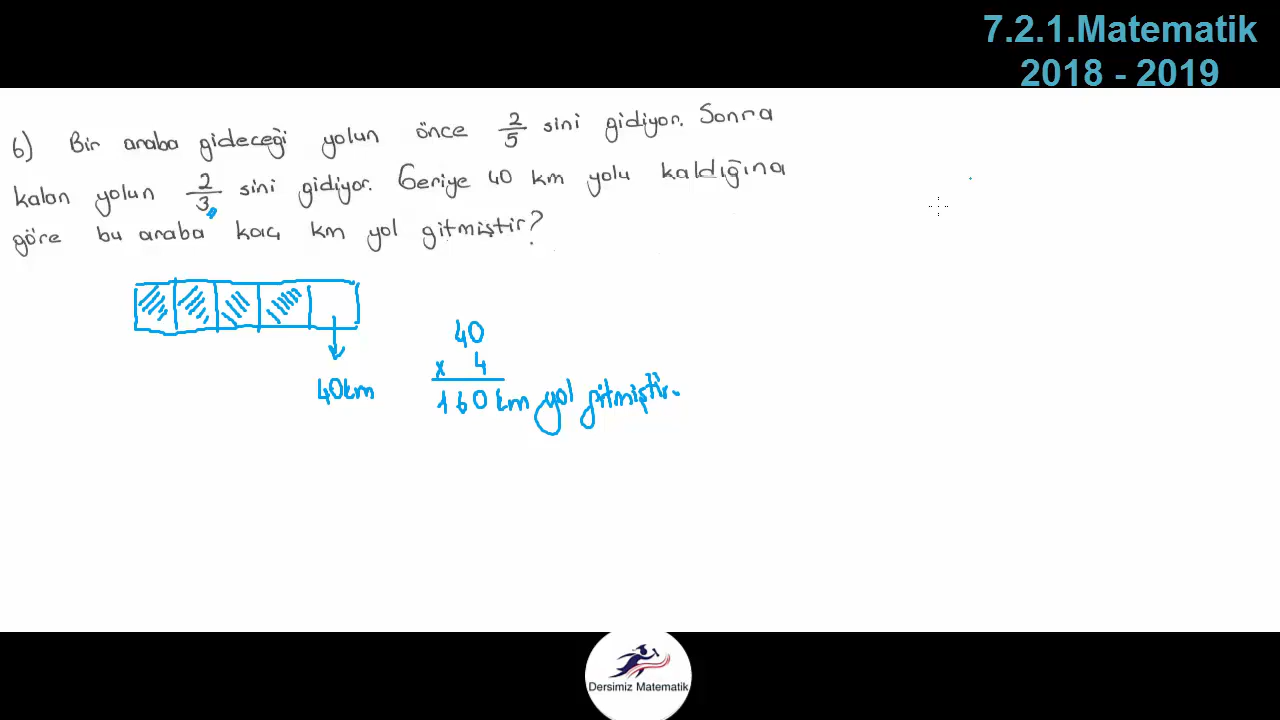 7.2.1.Matematik
2018 - 2019
6) Bir araba gideceği yolun önce 2/5 sini gidiyor. Sonra
kalan yolun 2/3 sini gidiyor. Geriye 40 km yolu kaldığına
göre bu araba kaç km yol gitmiştir?
40km
40
x 4
160km yol gitmiştir.
Dersimiz Matematik